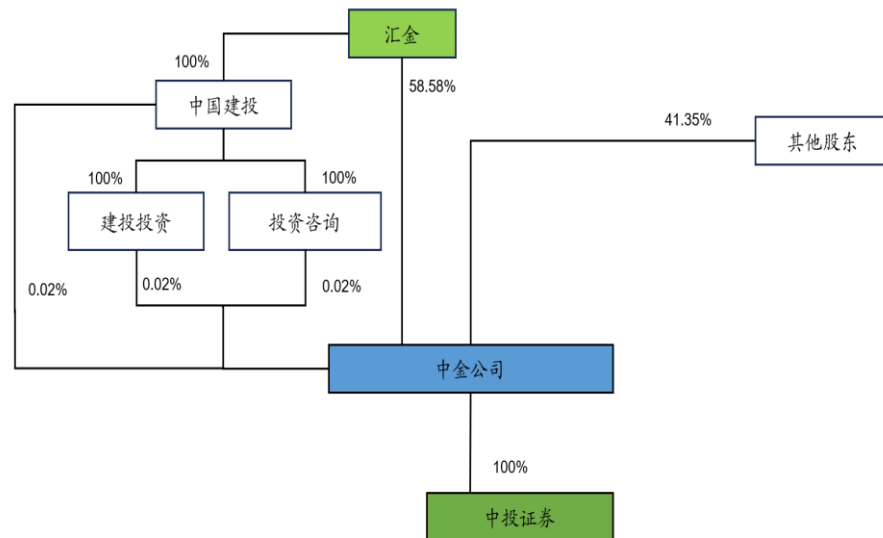 汇金
100%
58.58%
中国建投
41.35%
其他股东
100%
100%
建投投资
投资咨询
0.02%
0.02%
0.02%
中金公司
100%
中投证券